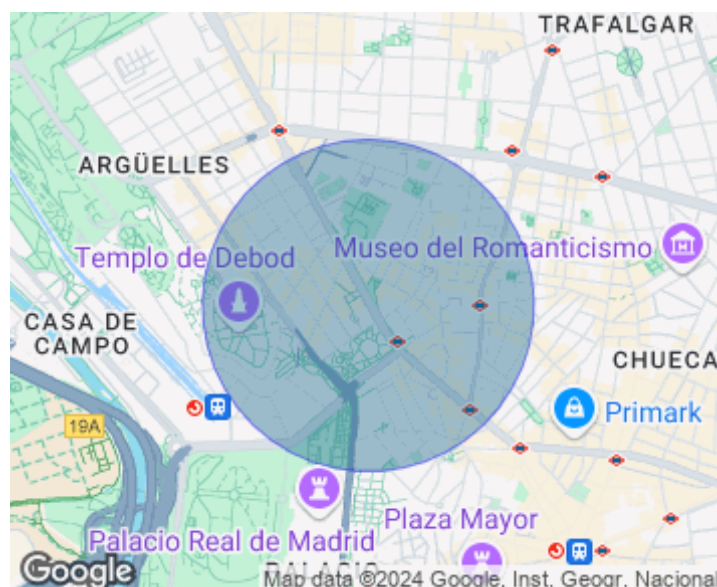 TRAFALGAR
ARGÜELLES
Museo del Romanticismo
Templo de Debod
CASA DE
CAMPO
CHUECA
Primark
19A
Plaza Mayor
Palacio Real de Madrid
PALACIO
Google
Map data ©2024 Google, Inst. Geogr. Nacional